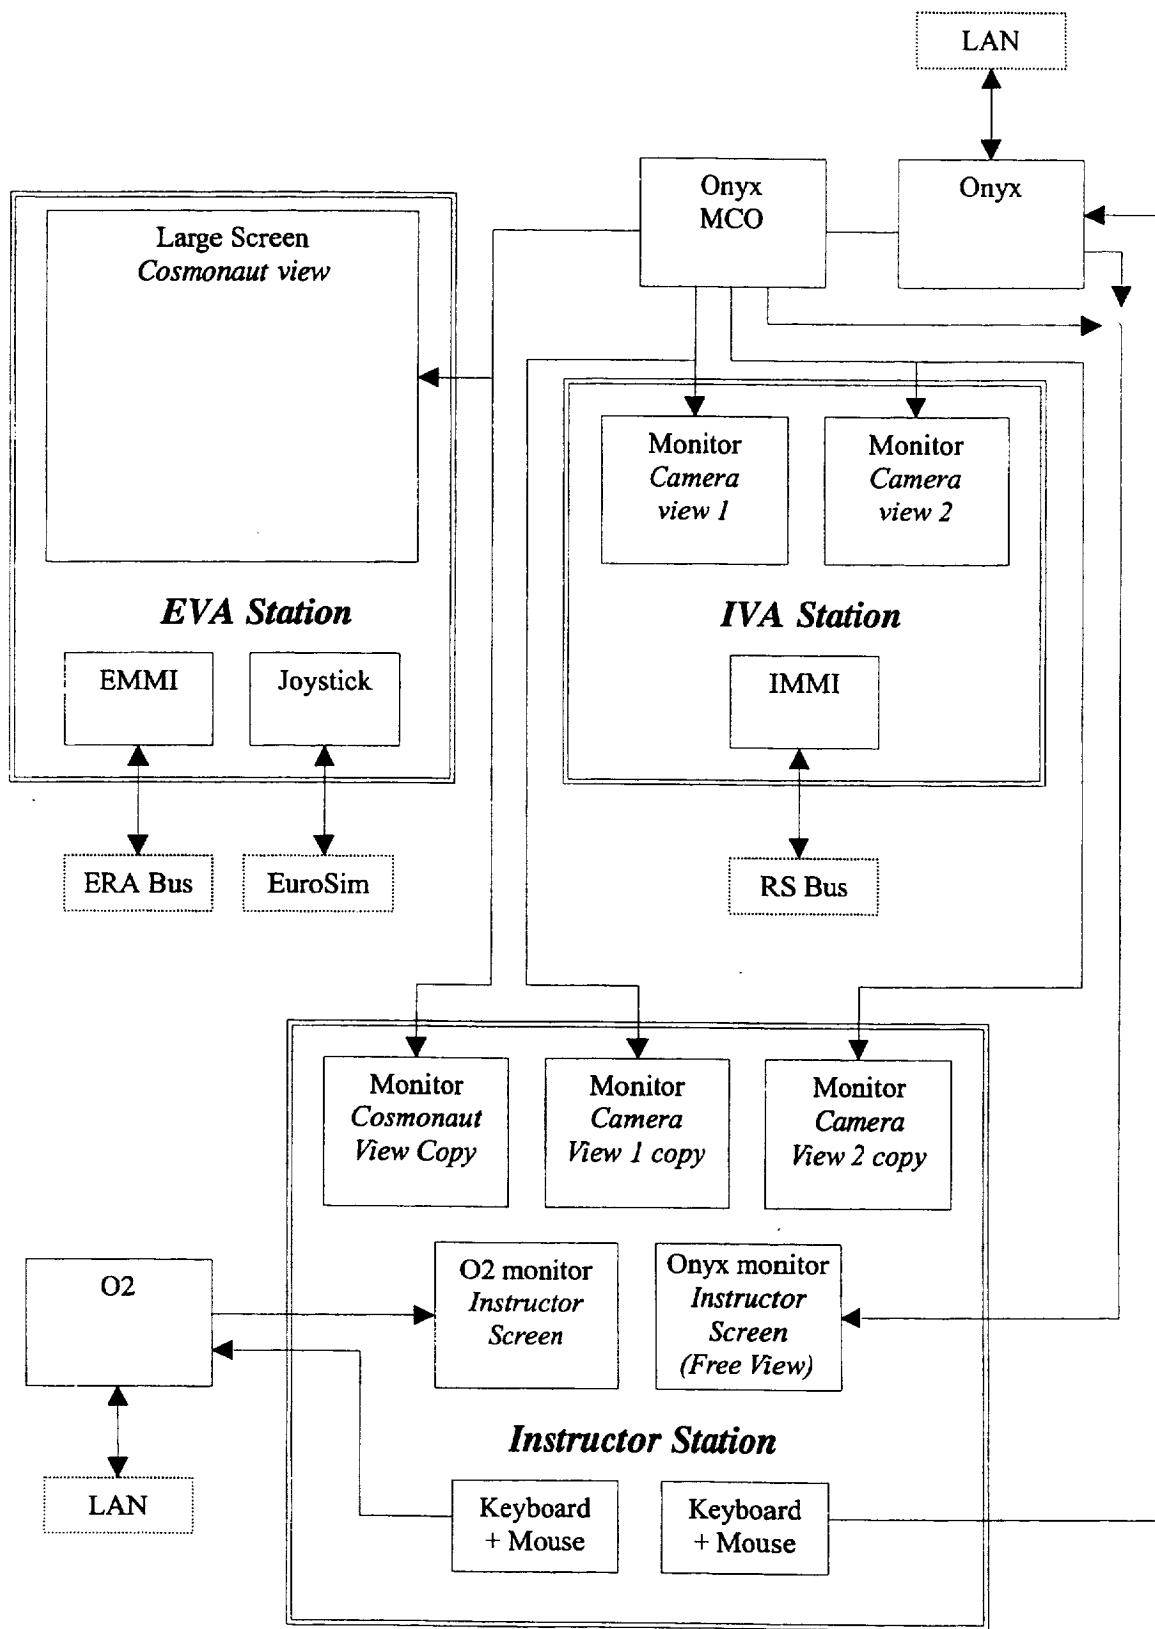 LAN
Onyx
MCO
Onyx
Large Screen
Cosmonaut view
Monitor
Camera
view 1
Monitor
Camera
view 2
EVA Station
IVA Station
EMMI
Joystick
IMMI
ERA Bus
EuroSim
RS Bus
Monitor
Cosmonaut
View Copy
Monitor
Camera
View 1 copy
Monitor
Camera
View 2 copy
O2
O2 monitor
Instructor
Screen
Onyx monitor
Instructor
Screen
(Free View)
Instructor Station
LAN
Keyboard
+ Mouse
Keyboard
+ Mouse